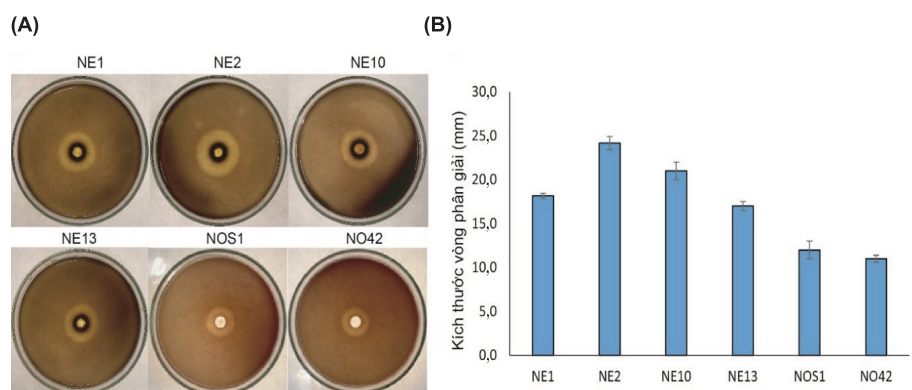 (A)
NE1 NE2 NE10
NE13 NOS1 NO42
(B)
Kích thước vòng phân giải (mm)
30,0
25,0
20,0
15,0
10,0
5,0
0,0
NE1 NE2 NE10 NE13 NOS1 NO42